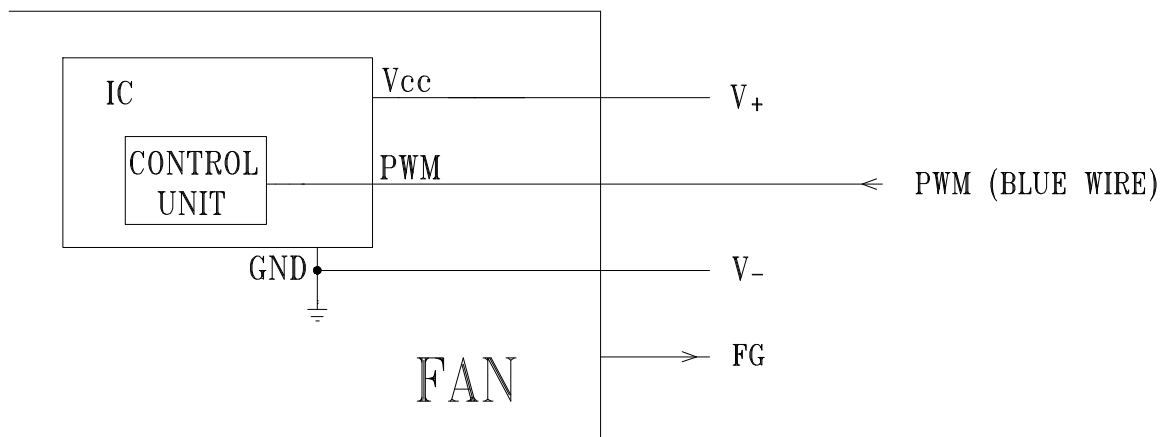 Vcc
IC
V+
CONTROL
UNIT
PWM
PWM (BLUE WIRE)
GND
V-
FG
FAN